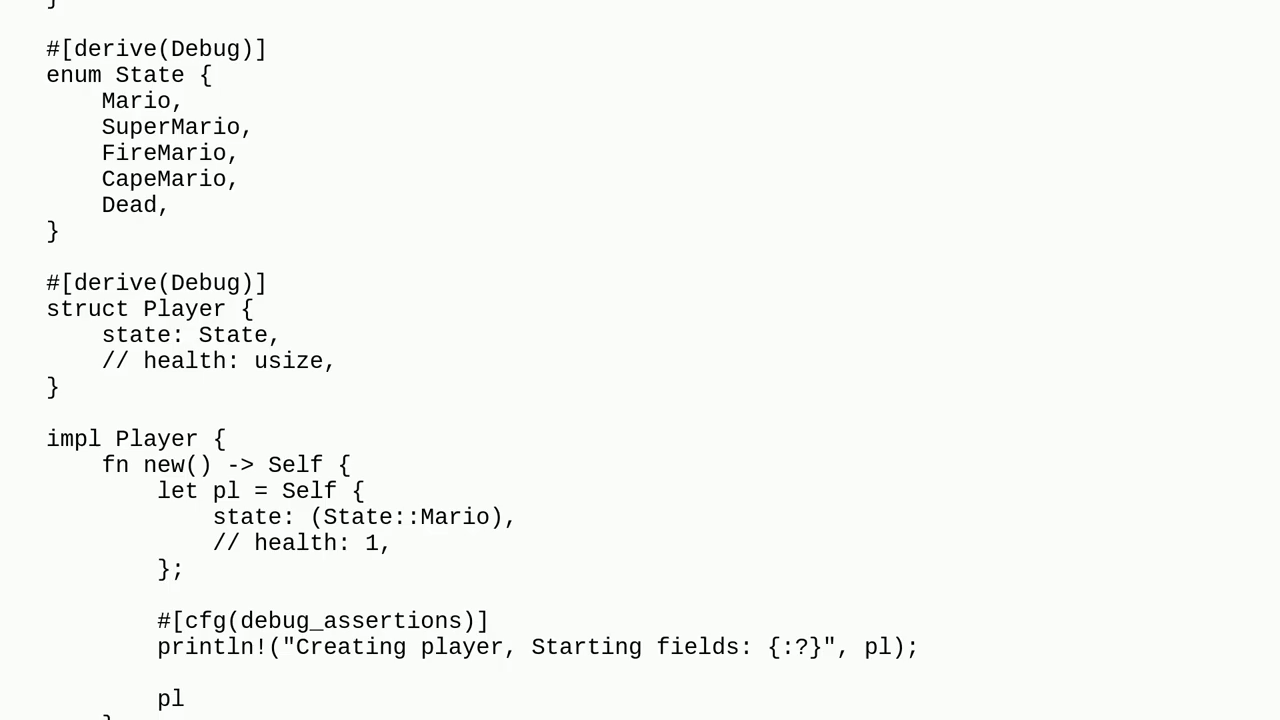 }

#[derive(Debug)]
enum State {
    Mario,
    SuperMario,
    FireMario,
    CapeMario,
    Dead,
}

#[derive(Debug)]
struct Player {
    state: State,
    // health: usize,
}

impl Player {
    fn new() -> Self {
        let pl = Self {
            state: (State::Mario),
            // health: 1,
        };

        #[cfg(debug_assertions)]
        println!("Creating player, Starting fields: {:?}", pl);

        pl
    }